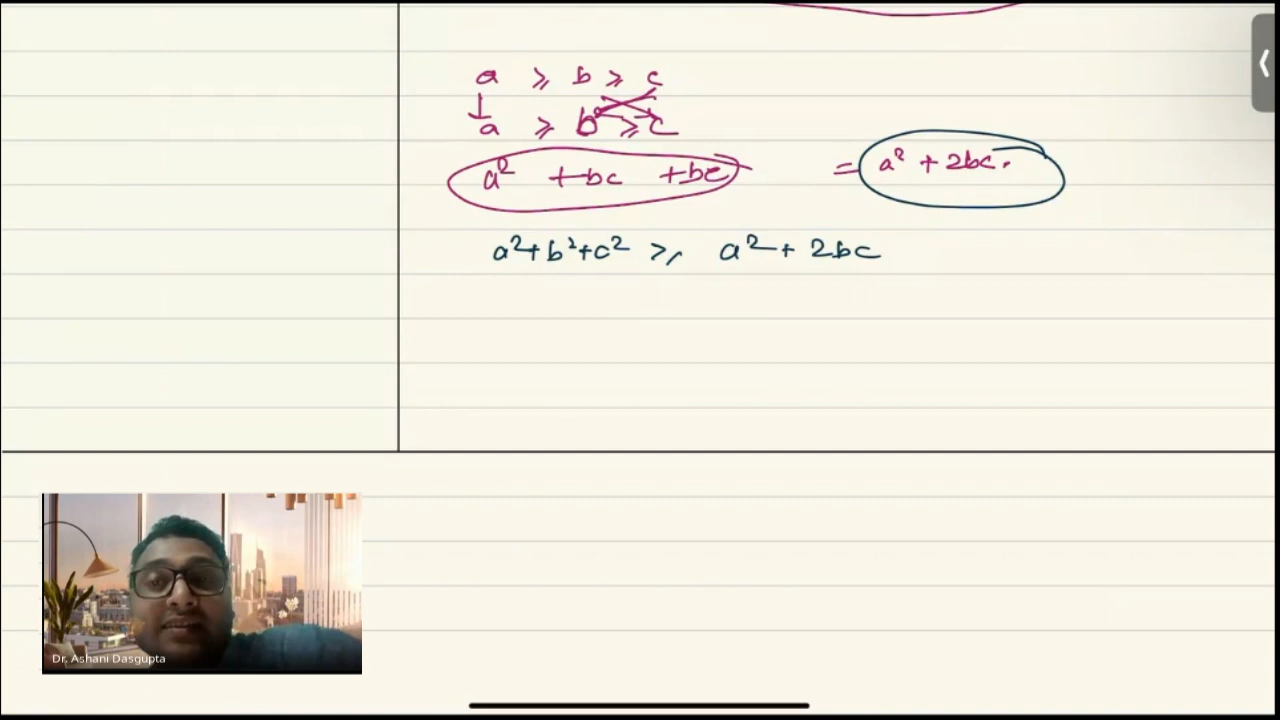 a ⩾ b ⩾ c
a ⩾ b ⩾ c
a² + bc + bc = a² + 2bc.
a² + b² + c² ⩾ a² + 2bc
Dr. Ashani Dasgupta